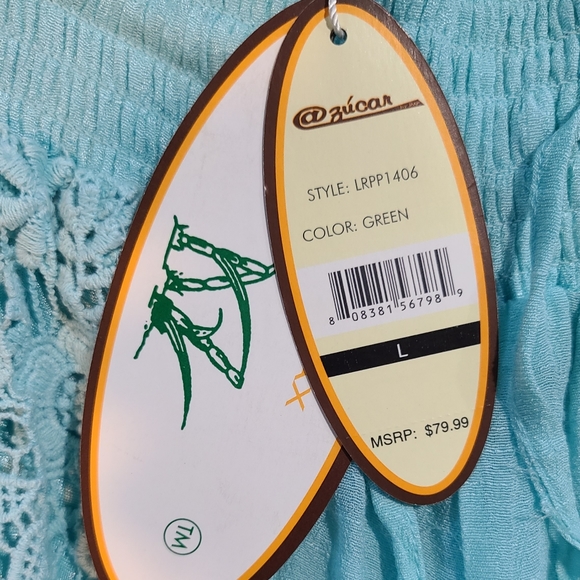 @zúcar
STYLE: LRPP1406
COLOR: GREEN
8 08381 56798 9
L
MSRP: $79.99
TM